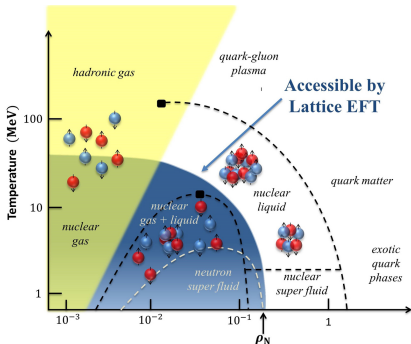 hadronic gas
quark-gluon
plasma
Accessible by
Lattice EFT
Temperature (MeV)
100
10
1
nuclear
liquid
quark matter
nuclear
gas + liquid
nuclear
gas
neutron
super fluid
nuclear
super fluid
exotic
quark
phases
10⁻³
10⁻²
10⁻¹
1
ρ_N